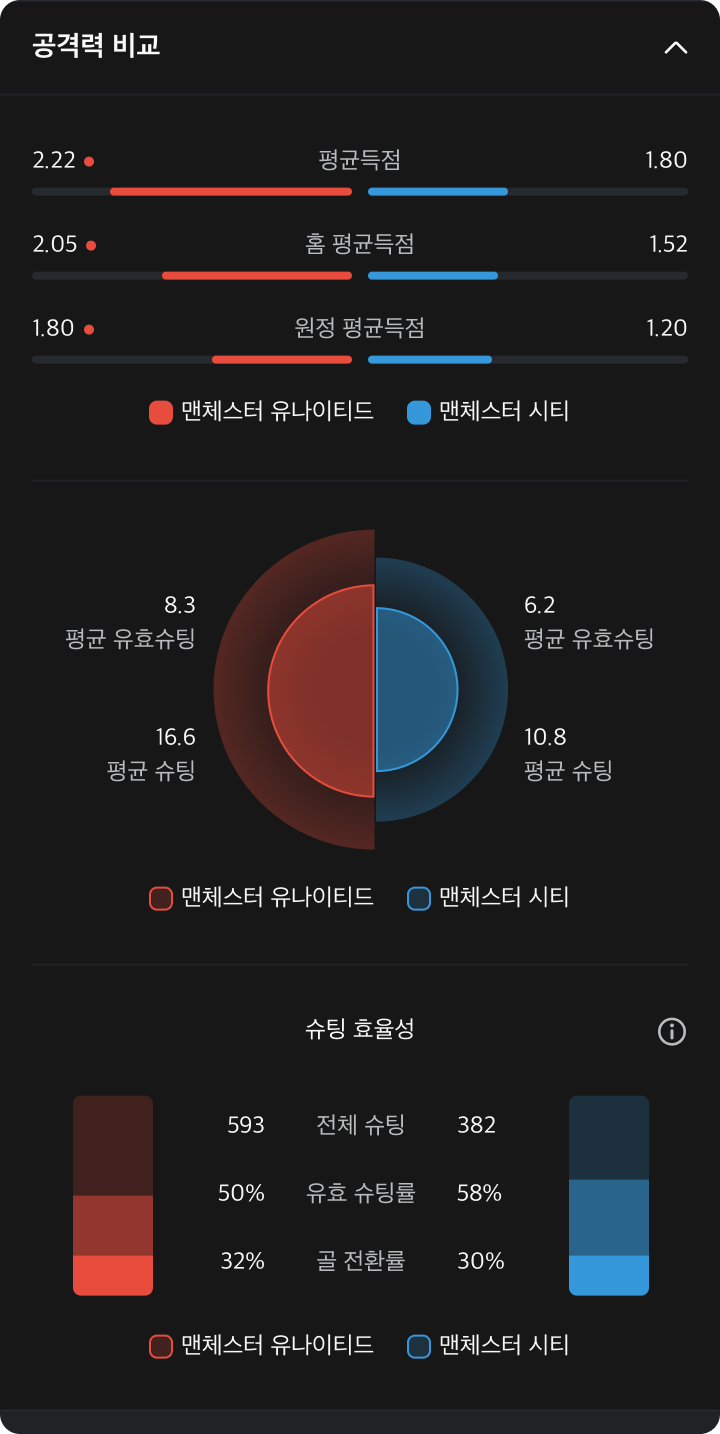 공격력 비교
2.22 평균득점 1.80
2.05 홈 평균득점 1.52
1.80 원정 평균득점 1.20
맨체스터 유나이티드 맨체스터 시티
8.3 6.2
평균 유효슈팅 평균 유효슈팅
16.6 10.8
평균 슈팅 평균 슈팅
맨체스터 유나이티드 맨체스터 시티
슈팅 효율성
593 전체 슈팅 382
50% 유효 슈팅률 58%
32% 골 전환률 30%
맨체스터 유나이티드 맨체스터 시티